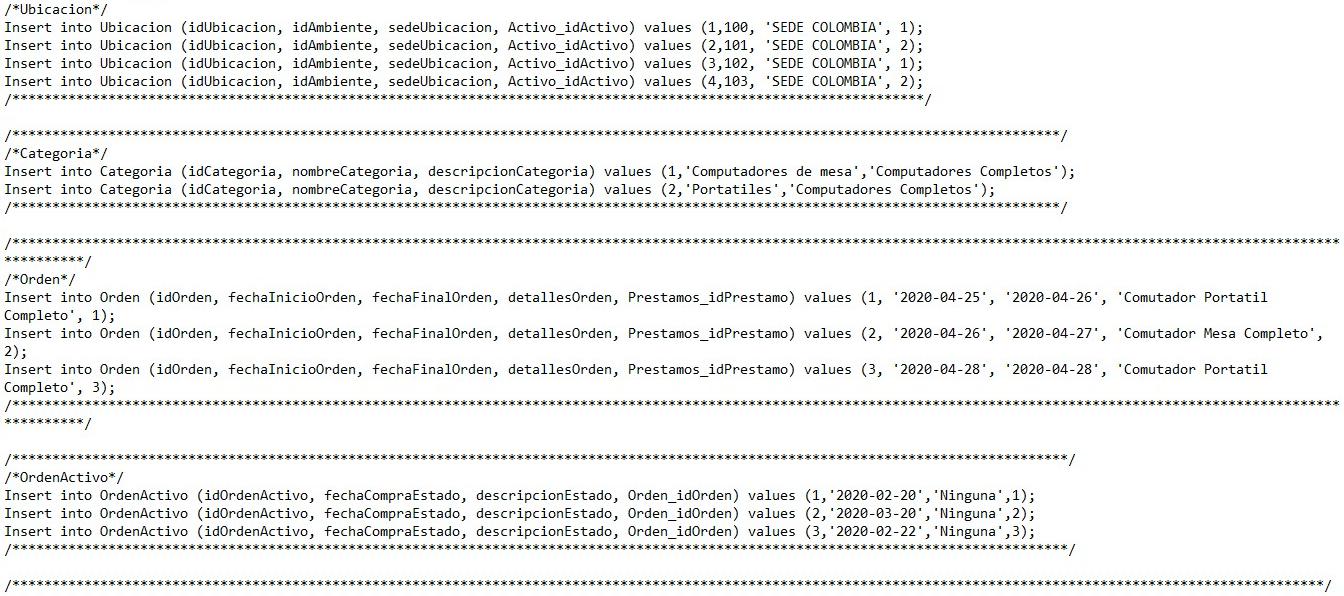 /*Ubicacion*/
Insert into Ubicacion (idUbicacion, idAmbiente, sedeUbicacion, Activo_idActivo) values (1,100, 'SEDE COLOMBIA', 1);
Insert into Ubicacion (idUbicacion, idAmbiente, sedeUbicacion, Activo_idActivo) values (2,101, 'SEDE COLOMBIA', 2);
Insert into Ubicacion (idUbicacion, idAmbiente, sedeUbicacion, Activo_idActivo) values (3,102, 'SEDE COLOMBIA', 1);
Insert into Ubicacion (idUbicacion, idAmbiente, sedeUbicacion, Activo_idActivo) values (4,103, 'SEDE COLOMBIA', 2);
/******************************************************************************************************************/

/***********************************************************************************************************************************/
/*Categoria*/
Insert into Categoria (idCategoria, nombreCategoria, descripcionCategoria) values (1,'Computadores de mesa','Computadores Completos');
Insert into Categoria (idCategoria, nombreCategoria, descripcionCategoria) values (2,'Portatiles','Computadores Completos');
/***********************************************************************************************************************************/

/**********************************************************************************************************************************************************************
**********/
/*Orden*/
Insert into Orden (idOrden, fechaInicioOrden, fechaFinalOrden, detallesOrden, Prestamos_idPrestamo) values (1, '2020-04-25', '2020-04-26', 'Comutador Portatil
Completo', 1);
Insert into Orden (idOrden, fechaInicioOrden, fechaFinalOrden, detallesOrden, Prestamos_idPrestamo) values (2, '2020-04-26', '2020-04-27', 'Comutador Mesa Completo',
2);
Insert into Orden (idOrden, fechaInicioOrden, fechaFinalOrden, detallesOrden, Prestamos_idPrestamo) values (3, '2020-04-28', '2020-04-28', 'Comutador Portatil
Completo', 3);
/**********************************************************************************************************************************************************************
**********/

/************************************************************************************************************************************/
/*OrdenActivo*/
Insert into OrdenActivo (idOrdenActivo, fechaCompraEstado, descripcionEstado, Orden_idOrden) values (1,'2020-02-20','Ninguna',1);
Insert into OrdenActivo (idOrdenActivo, fechaCompraEstado, descripcionEstado, Orden_idOrden) values (2,'2020-03-20','Ninguna',2);
Insert into OrdenActivo (idOrdenActivo, fechaCompraEstado, descripcionEstado, Orden_idOrden) values (3,'2020-02-22','Ninguna',3);
/************************************************************************************************************************************/

/********************************************************************************************************************************************************************/